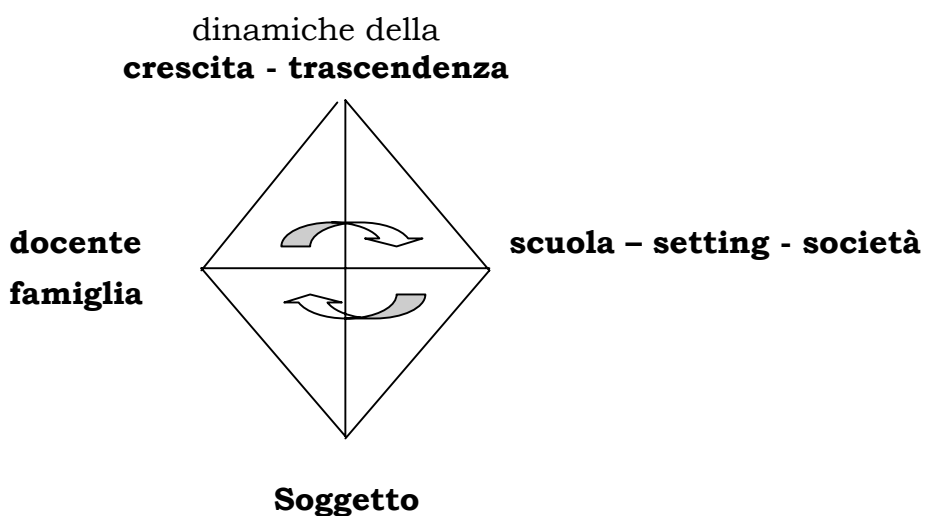 dinamiche della
crescita - trascendenza
docente
famiglia
scuola – setting - società
Soggetto